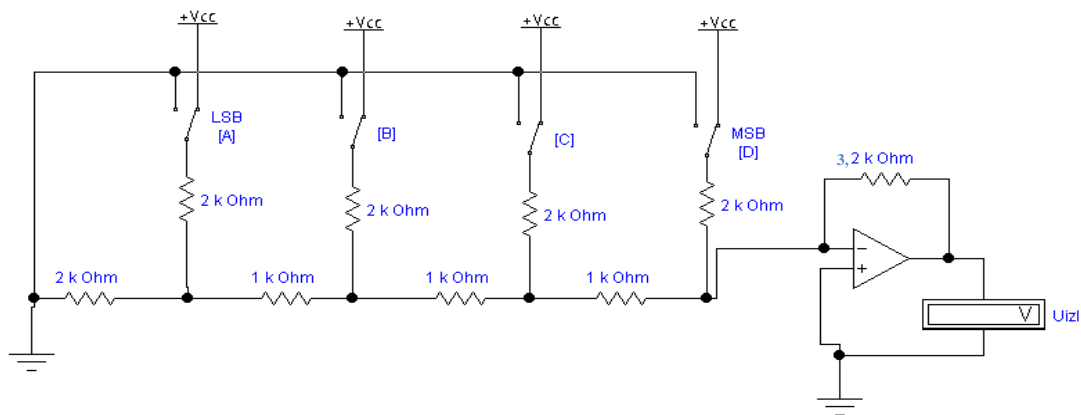 +Vcc
+Vcc
+Vcc
+Vcc
LSB
[A]
[B]
[C]
MSB
[D]
2 k Ohm
2 k Ohm
2 k Ohm
2 k Ohm
3,2 k Ohm
2 k Ohm
1 k Ohm
1 k Ohm
1 k Ohm
−
+
V
Uizl